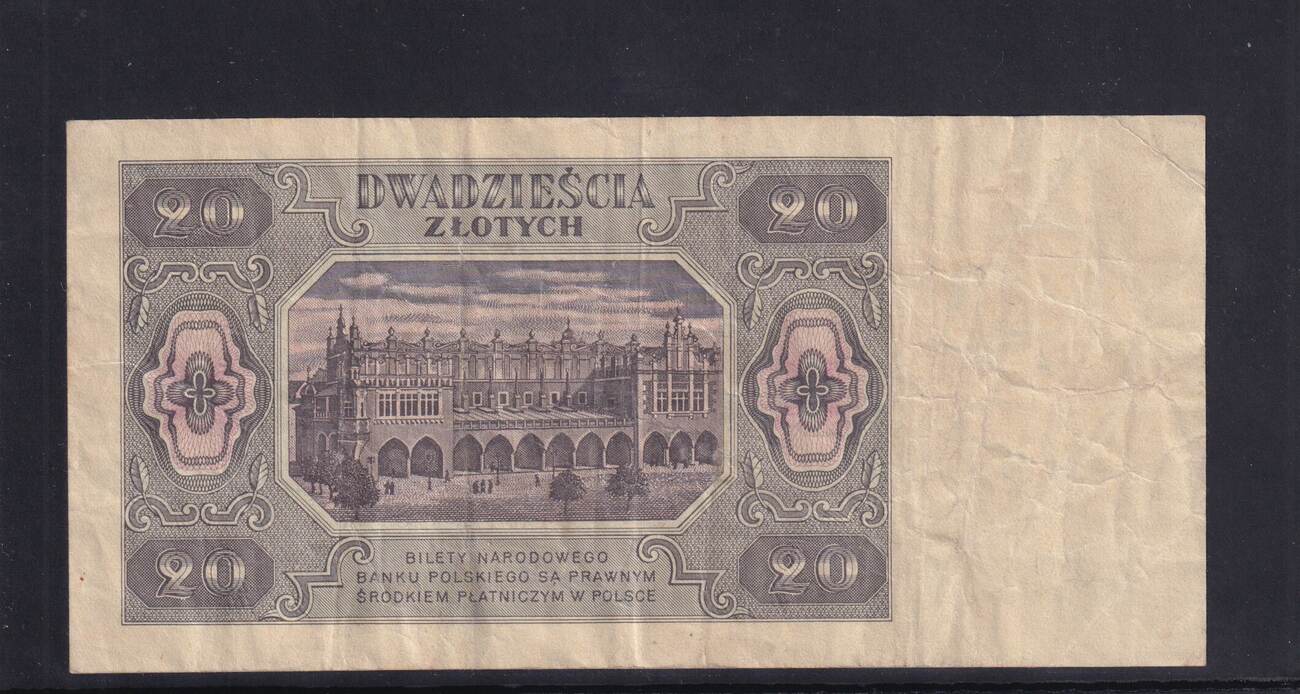 20 DWADZIEŚCIA 20
ZŁOTYCH
20 BILETY NARODOWEGO 20
BANKU POLSKIEGO SĄ PRAWNYM
ŚRODKIEM PŁATNICZYM W POLSCE